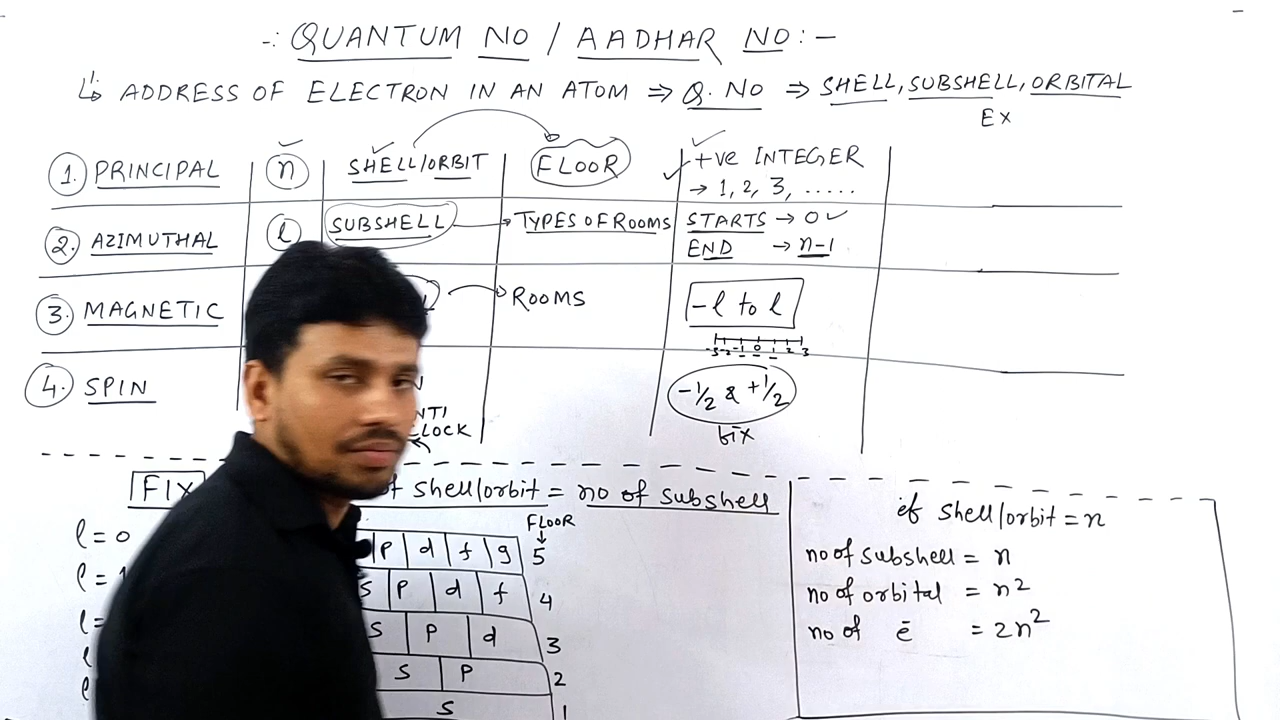 -: QUANTUM NO / AADHAR NO :-
ADDRESS OF ELECTRON IN AN ATOM ⇒ Q. NO ⇒ SHELL, SUBSHELL, ORBITAL
EX
1. PRINCIPAL n SHELL/ORBIT FLOOR +ve INTEGER
→ 1, 2, 3, .....
2. AZIMUTHAL l SUBSHELL TYPES OF ROOMS STARTS → 0
END → n-1
3. MAGNETIC ROOMS -l to l
-3 -2 -1 0 1 2 3
4. SPIN -1/2 & +1/2
CLOCK fix
FIX of shell/orbit = no of subshell
l = 0
l =
l =
l
l
FLOOR
P d f g 5
S P d f 4
S P d 3
S P 2
S 1
if shell/orbit = n
no of subshell = n
no of orbital = n²
no of ē = 2n²